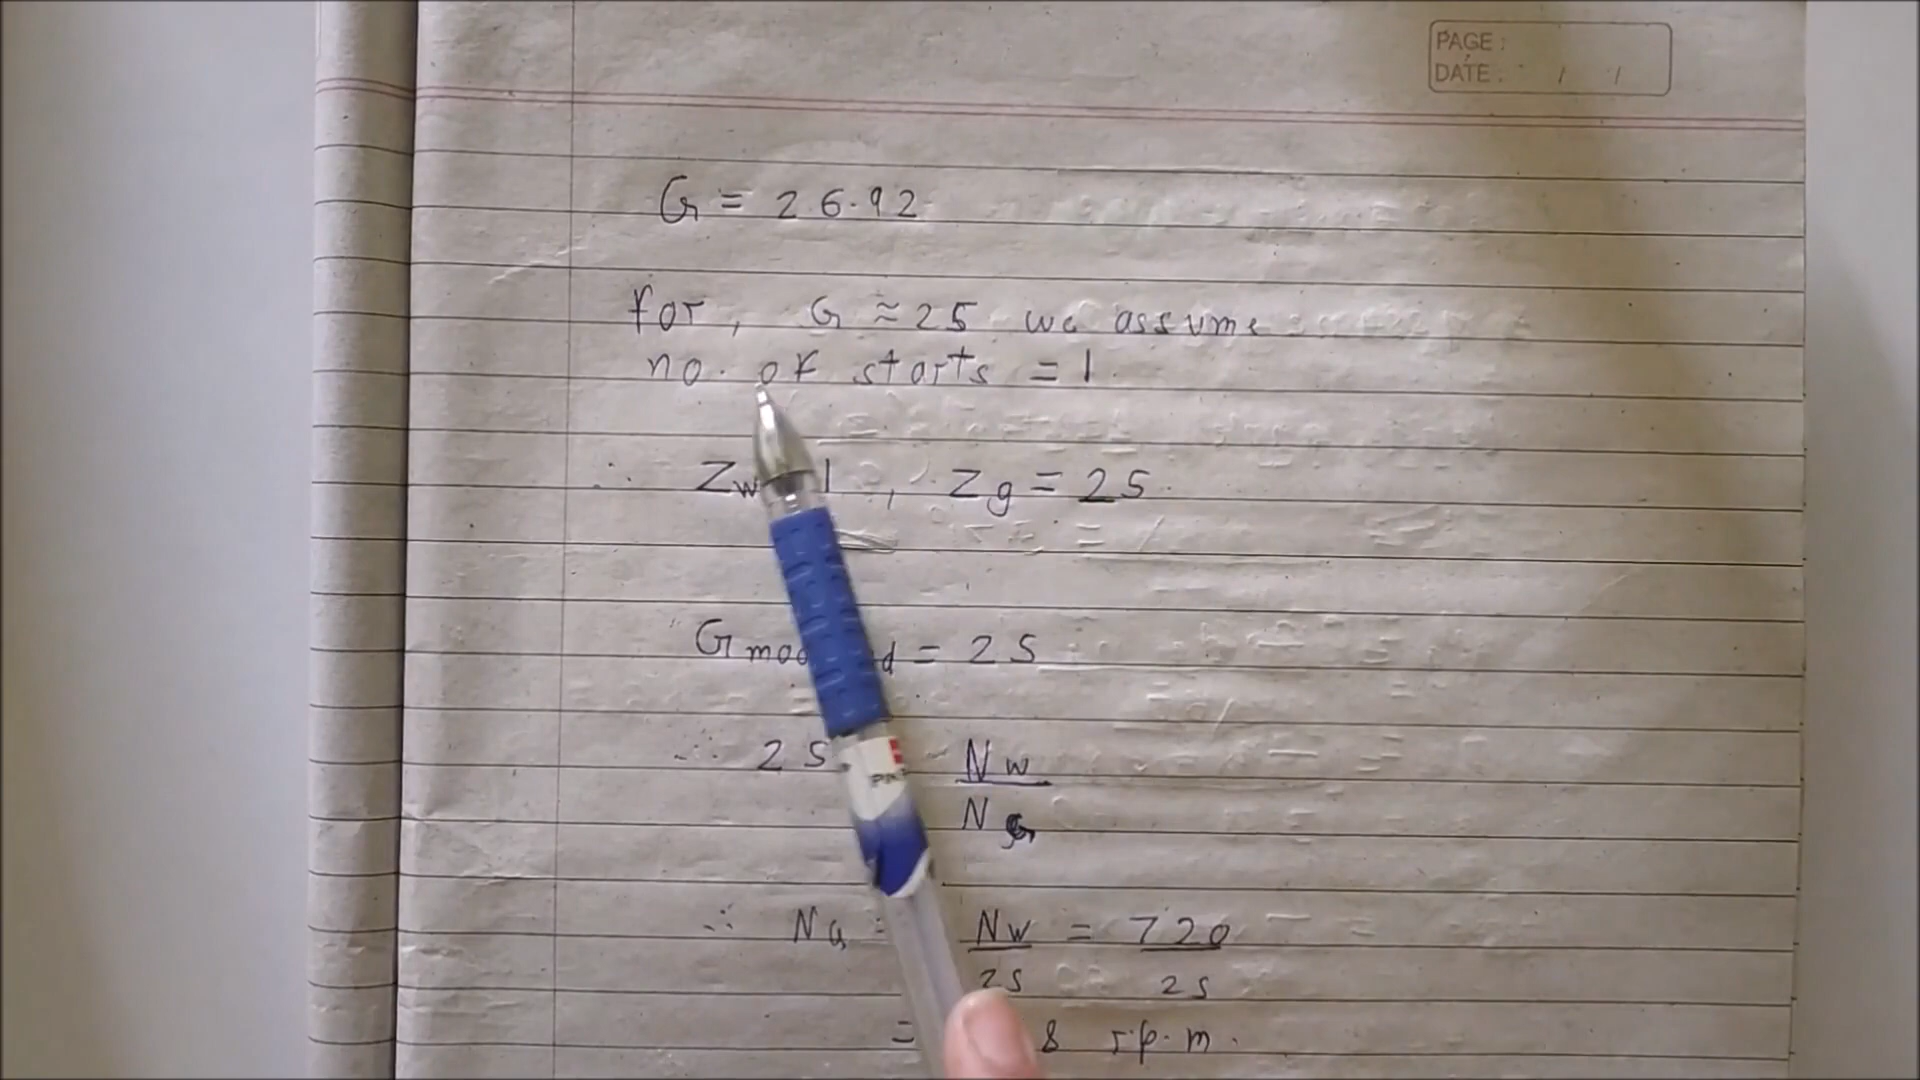 PAGE :
DATE : / /
G = 26.92
for, G ≈ 25 we assume
no. of starts = 1.
∴ Zw 1 , Zg = 25.
G = 25
∴ 25 Nw
NG
∴ NG = Nw = 720
25 25
= 8 r.p.m.